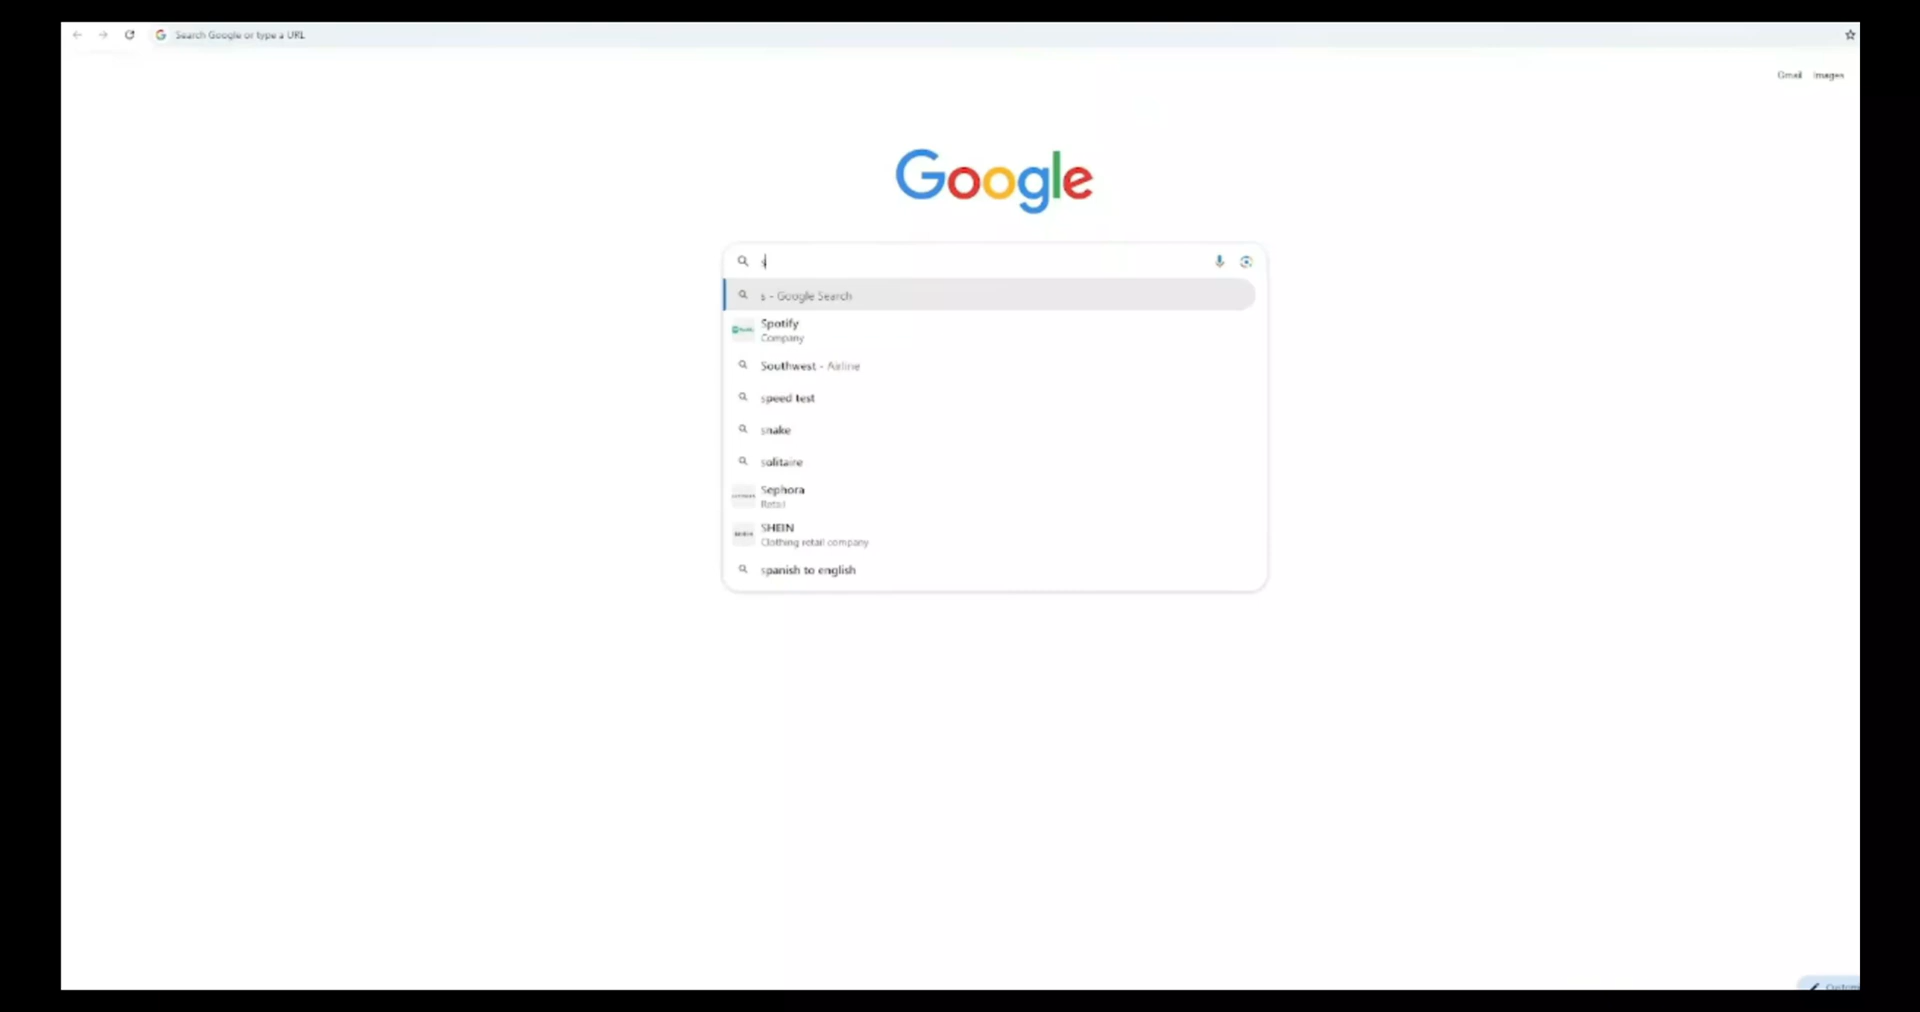 Search Google or type a URL
Gmail Images
Google
s
s - Google Search
Spotify
Company
Southwest - Airline
speed test
snake
solitaire
Sephora
Retail
SHEIN
Clothing retail company
spanish to english